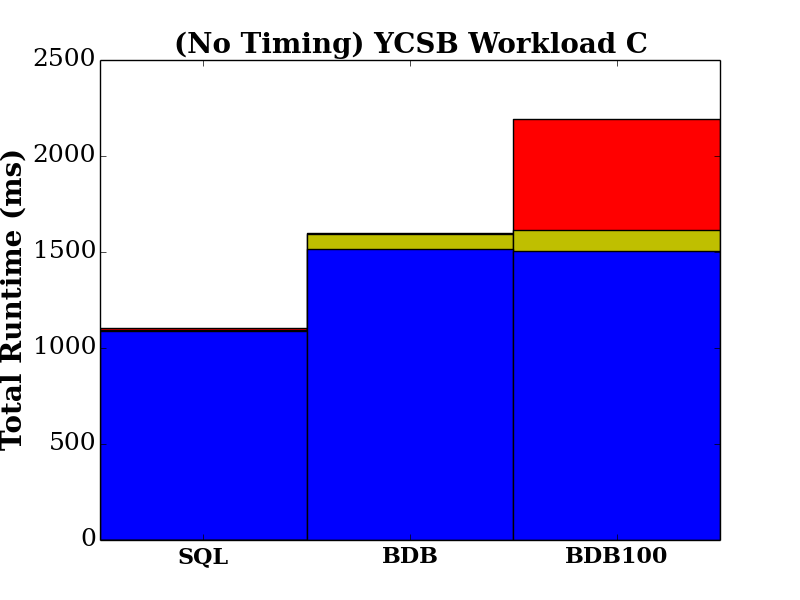 (No Timing) YCSB Workload C
Total Runtime (ms)
2500
2000
1500
1000
500
0
SQL
BDB
BDB100